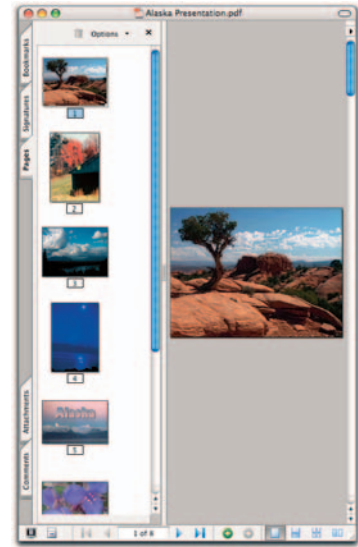 Alaska Presentation.pdf
Options
Bookmarks
Signatures
Pages
1
2
3
4
Alaska
5
Attachments
Comments
1 of 8